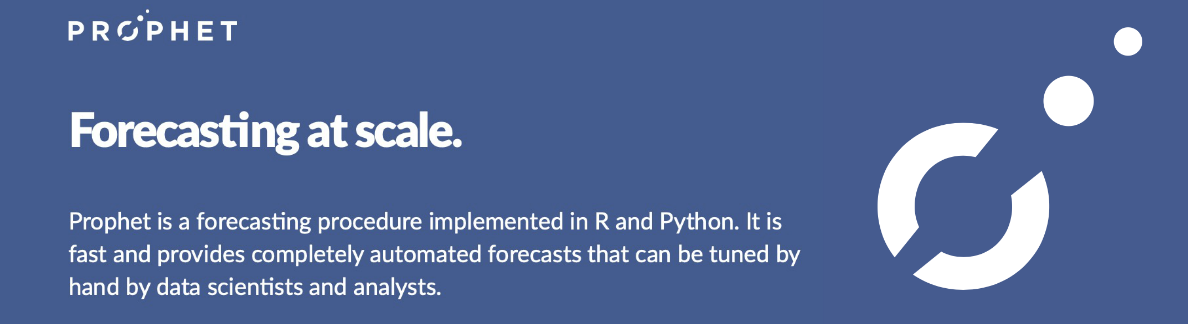 PROPHET
Forecasting at scale.
Prophet is a forecasting procedure implemented in R and Python. It is
fast and provides completely automated forecasts that can be tuned by
hand by data scientists and analysts.